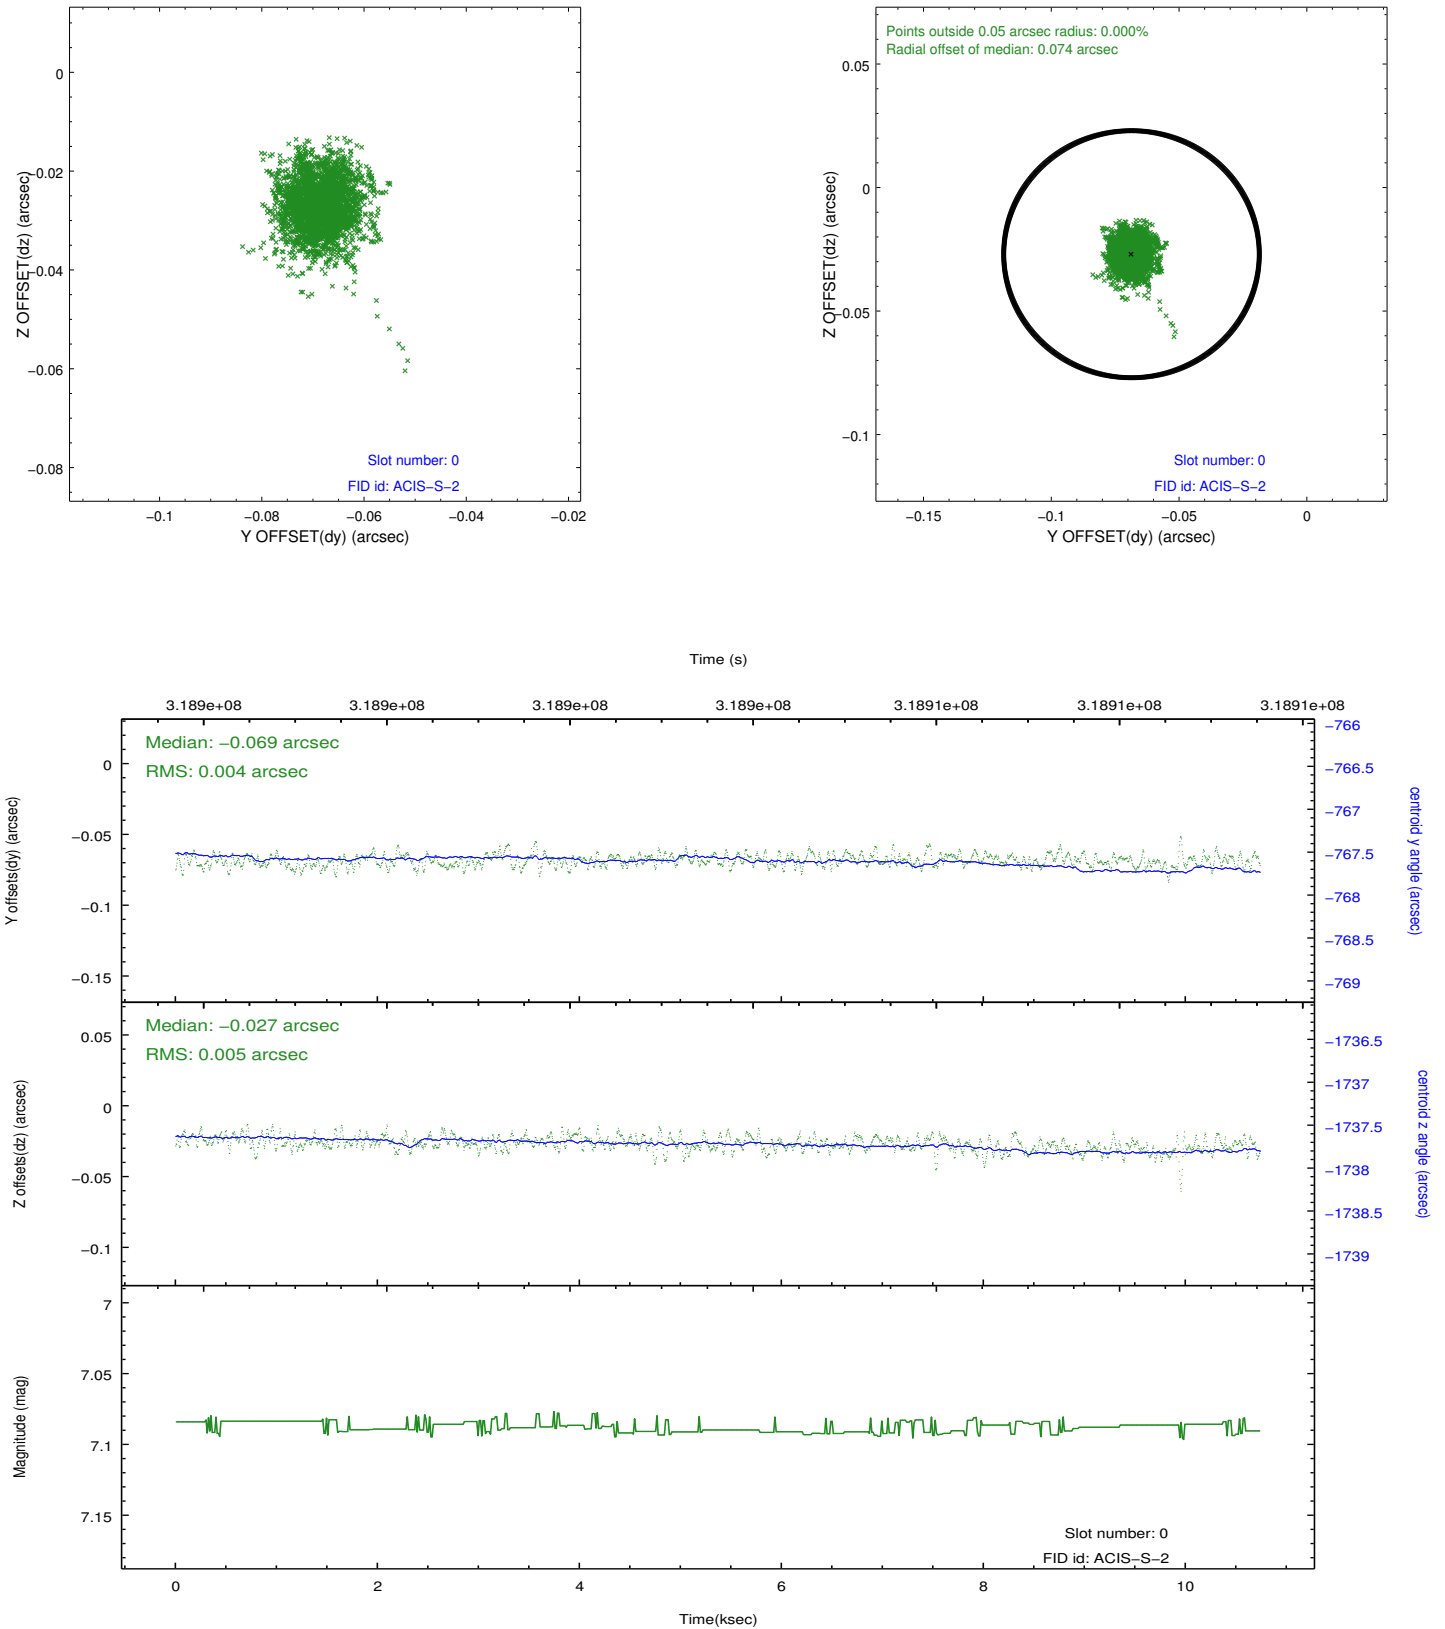 0
−0.02
−0.04
−0.06
−0.08
Z OFFSET(dz) (arcsec)
Slot number: 0
FID id: ACIS−S−2
−0.1
−0.08
−0.06
−0.04
−0.02
Y OFFSET(dy) (arcsec)
Points outside 0.05 arcsec radius: 0.000%
Radial offset of median: 0.074 arcsec
0.05
0
−0.05
−0.1
Z OFFSET(dz) (arcsec)
Slot number: 0
FID id: ACIS−S−2
−0.15
−0.1
−0.05
0
Y OFFSET(dy) (arcsec)
Time (s)
3.189e+08
3.189e+08
3.189e+08
3.189e+08
3.1891e+08
3.1891e+08
3.1891e+08
Median: −0.069 arcsec
RMS: 0.004 arcsec
0
−0.05
−0.1
−0.15
Y offsets(dy) (arcsec)
−766
−766.5
−767
−767.5
−768
−768.5
−769
centroid y angle (arcsec)
Median: −0.027 arcsec
RMS: 0.005 arcsec
0.05
0
−0.05
−0.1
Z offsets(dz) (arcsec)
−1736.5
−1737
−1737.5
−1738
−1738.5
−1739
centroid z angle (arcsec)
7
7.05
7.1
7.15
Magnitude (mag)
Slot number: 0
FID id: ACIS−S−2
0
2
4
6
8
10
Time(ksec)